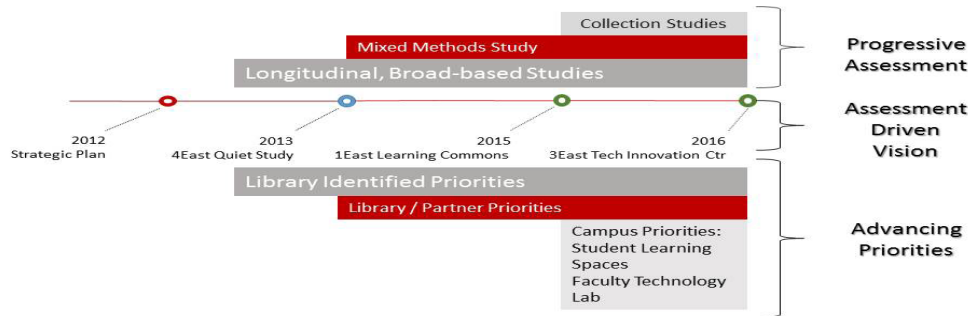 Collection Studies
Mixed Methods Study
Longitudinal, Broad-based Studies
Progressive
Assessment
2012
Strategic Plan
2013
4East Quiet Study
2015
1East Learning Commons
2016
3East Tech Innovation Ctr
Assessment
Driven
Vision
Library Identified Priorities
Library / Partner Priorities
Campus Priorities:
Student Learning
Spaces
Faculty Technology
Lab
Advancing
Priorities